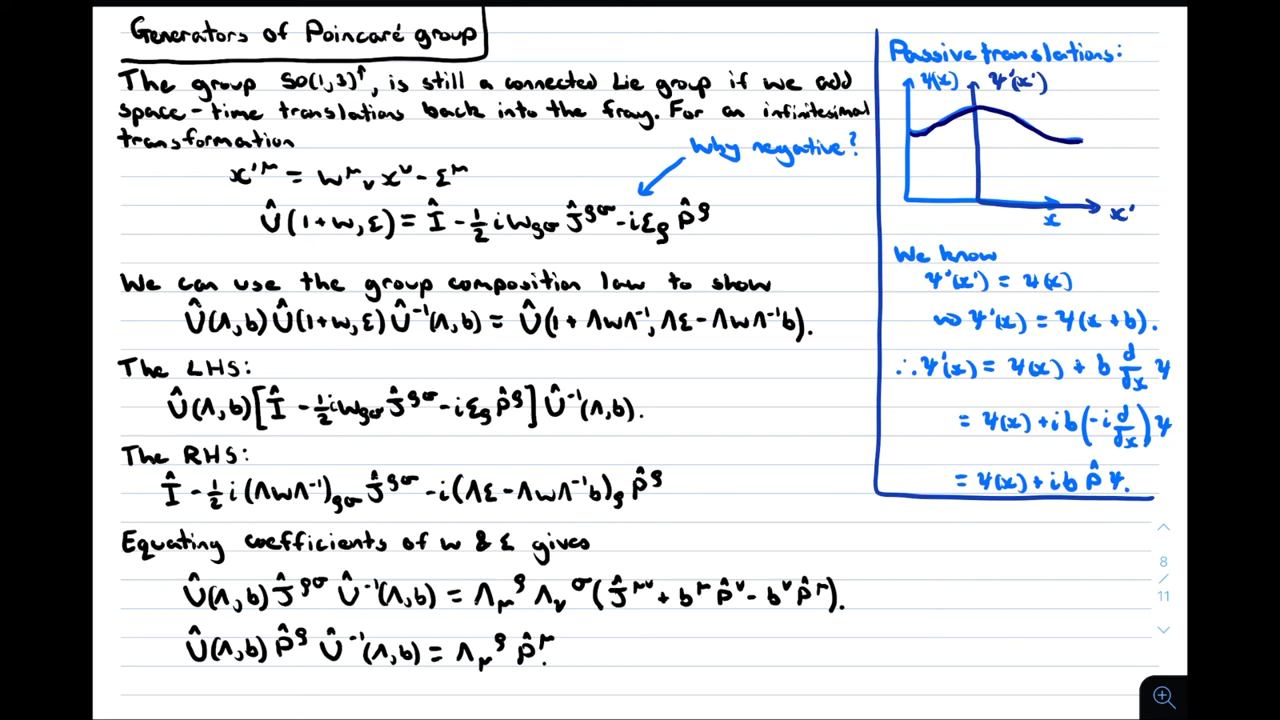 Generators of Poincaré group
The group SO(1,3)↑, is still a connected Lie group if we add
space-time translations back into the fray. For an infinitesimal
transformation
x'^μ = w^μ_ν x^ν - ε^μ
Why negative?
Û(1+w, ε) = Î - ½ i w_ρσ Ĵ^ρσ - i ε_ρ P̂^ρ
We can use the group composition law to show
Û(Λ,b) Û(1+w, ε) Û⁻¹(Λ,b) = Û(1 + ΛwΛ⁻¹, Λε - ΛwΛ⁻¹b).
The LHS:
Û(Λ,b)[Î - ½ i w_ρσ Ĵ^ρσ - i ε_ρ P̂^ρ] Û⁻¹(Λ,b).
The RHS:
Î - ½ i (ΛwΛ⁻¹)_ρσ Ĵ^ρσ - i(Λε - ΛwΛ⁻¹b)_ρ P̂^ρ
Equating coefficients of w & ε gives
Û(Λ,b) Ĵ^ρσ Û⁻¹(Λ,b) = Λ_μ^ρ Λ_ν^σ (Ĵ^μν + b^μ P̂^ν - b^ν P̂^μ).
Û(Λ,b) P̂^ρ Û⁻¹(Λ,b) = Λ_μ^ρ P̂^μ.
Passive translations:
ψ(x) ψ'(x')
x x'
We know
ψ'(x') = ψ(x)
⇝ ψ'(x) = ψ(x + b).
∴ ψ'(x) = ψ(x) + b d/dx ψ
= ψ(x) + i b (-i d/dx) ψ
= ψ(x) + i b P̂ ψ.
8
/
11